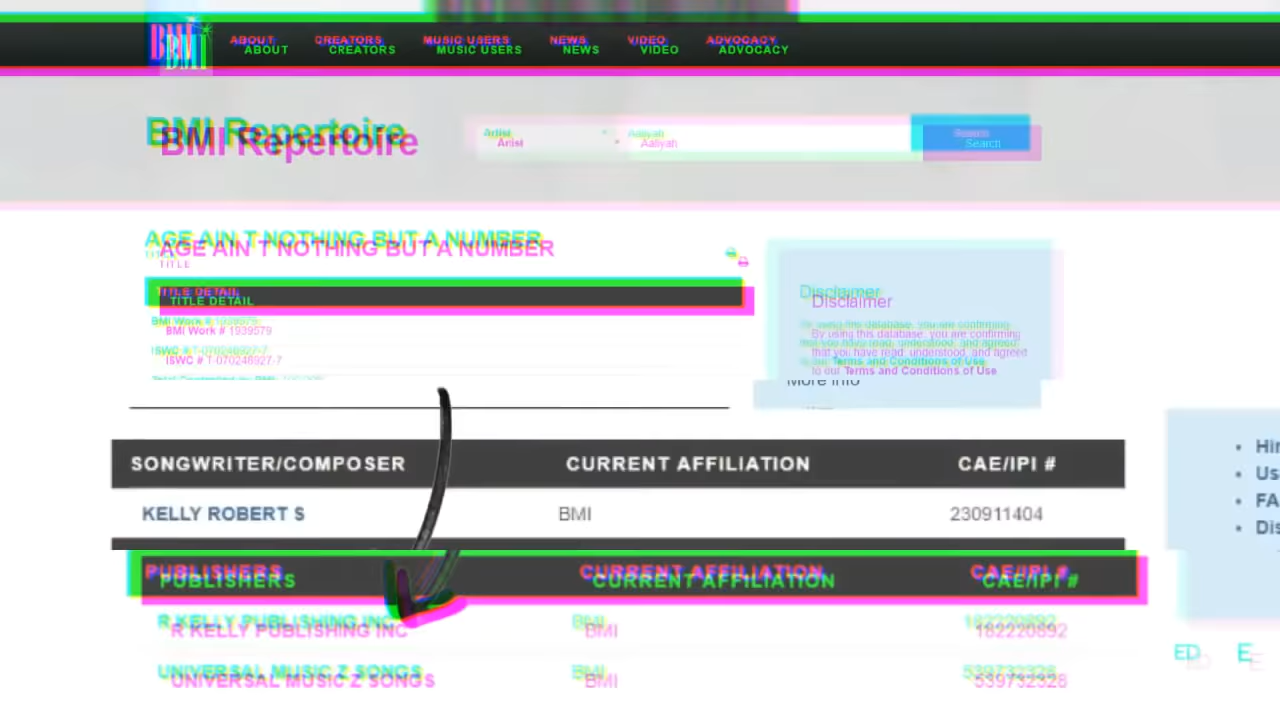 BMI
ABOUT CREATORS MUSIC USERS NEWS VIDEO ADVOCACY
BMI Repertoire
Artist Aaliyah Search
AGE AIN T NOTHING BUT A NUMBER
TITLE
TITLE DETAIL
BMI Work # 1939579
ISWC # T-070246927-7
Disclaimer
By using this database, you are confirming
that you have read, understood, and agreed
to our Terms and Conditions of Use
More Info
SONGWRITER/COMPOSER CURRENT AFFILIATION CAE/IPI #
KELLY ROBERT S BMI 230911404
PUBLISHERS CURRENT AFFILIATION CAE/IPI #
R KELLY PUBLISHING INC BMI 182220892
UNIVERSAL MUSIC Z SONGS BMI 539732328